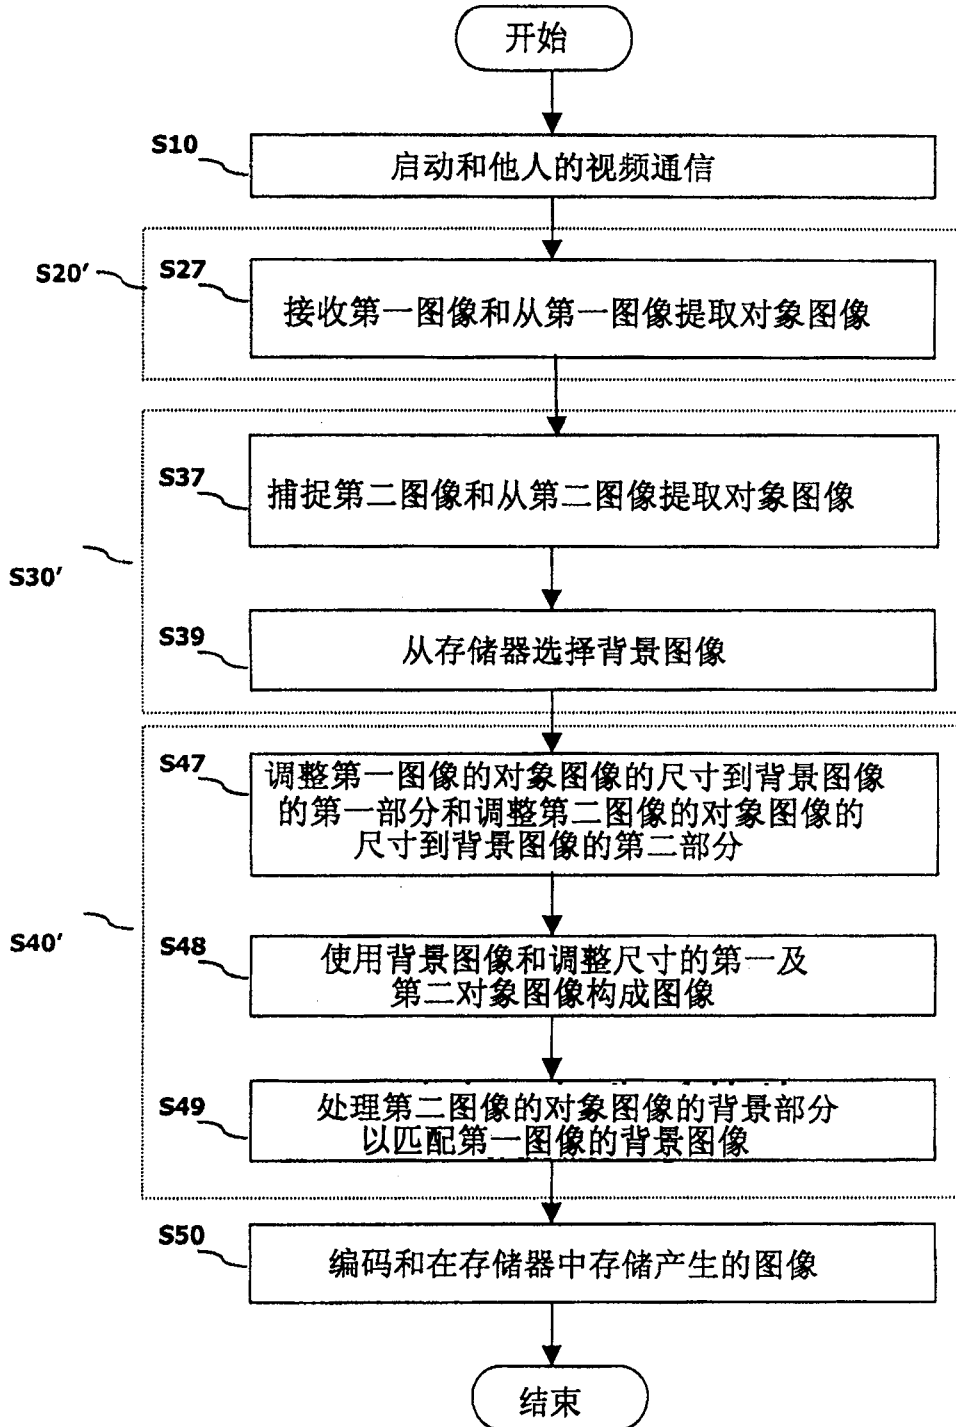 开始
S10
启动和他人的视频通信
S20'
S27
接收第一图像和从第一图像提取对象图像
S37
捕捉第二图像和从第二图像提取对象图像
S30'
S39
从存储器选择背景图像
S47
调整第一图像的对象图像的尺寸到背景图像
的第一部分和调整第二图像的对象图像的
尺寸到背景图像的第二部分
S40'
S48
使用背景图像和调整尺寸的第一及
第二对象图像构成图像
S49
处理第二图像的对象图像的背景部分
以匹配第一图像的背景图像
S50
编码和在存储器中存储产生的图像
结束